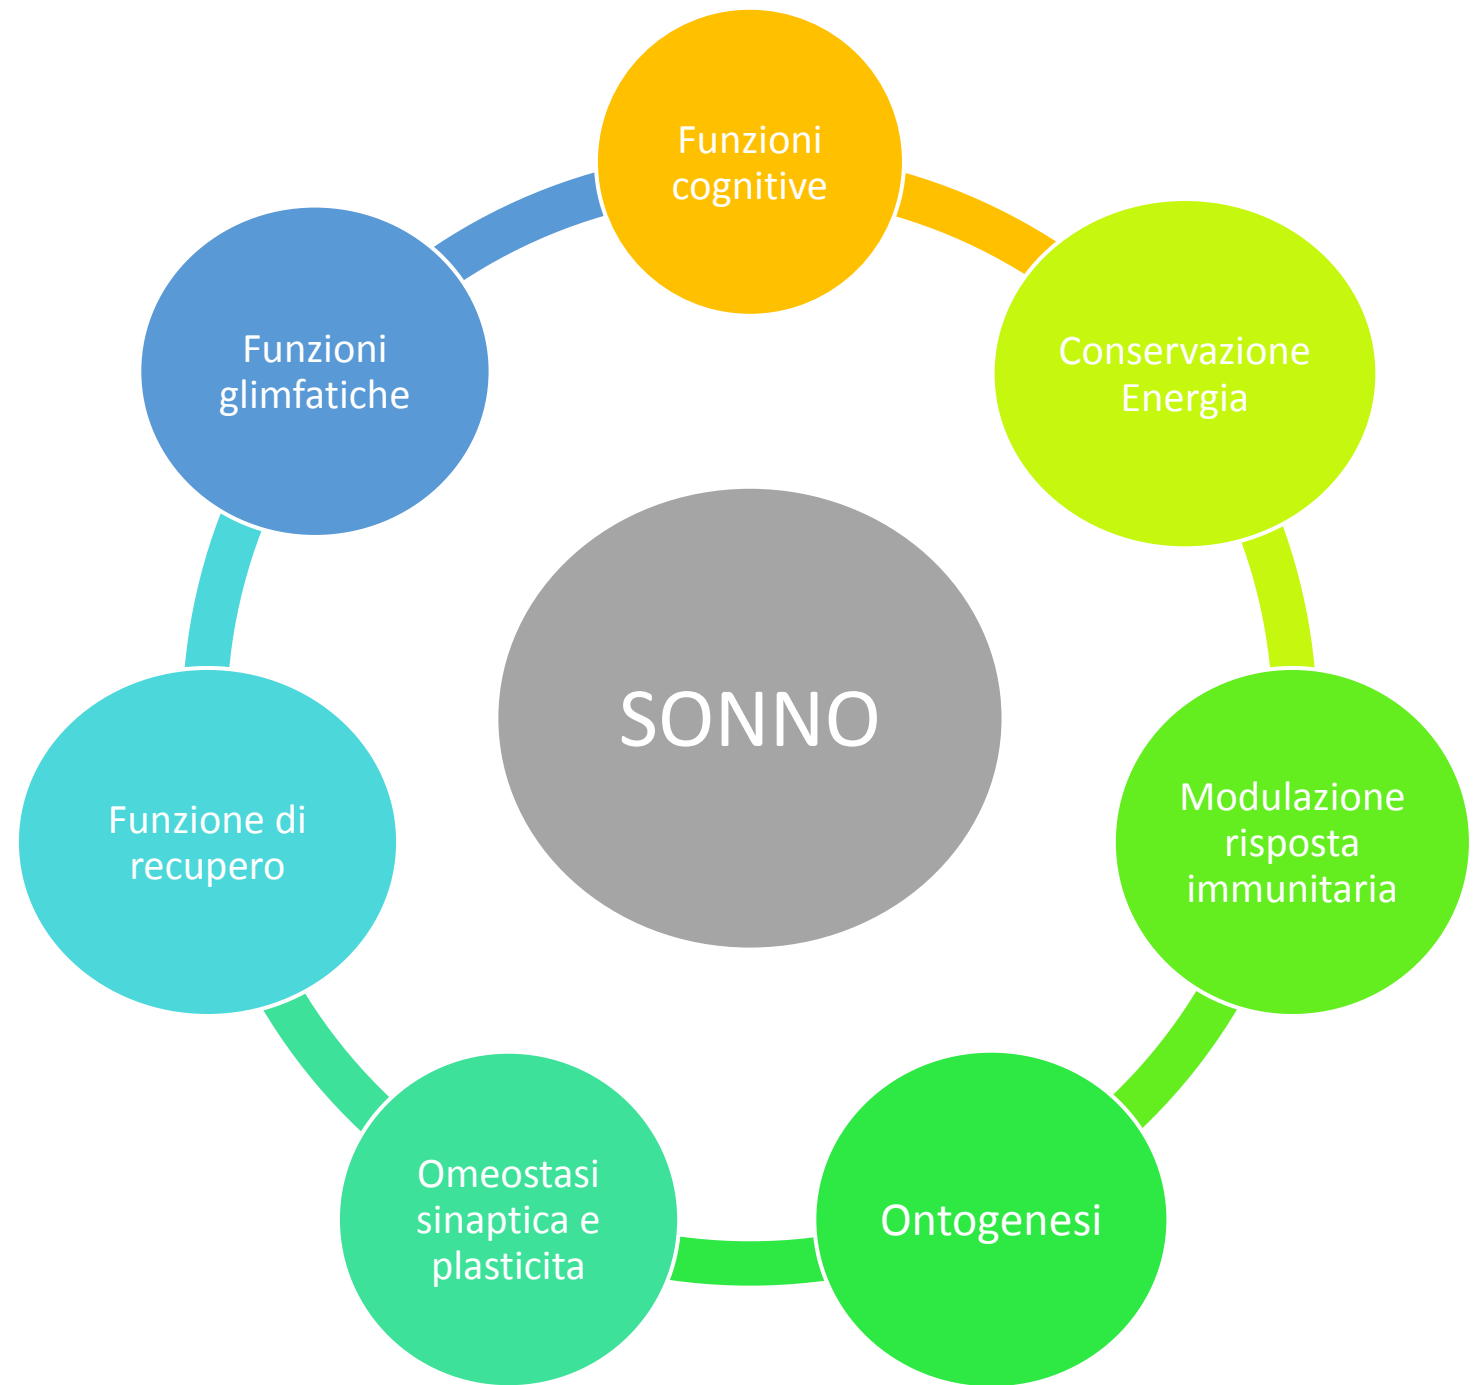 Funzioni
cognitive
Conservazione
Energia
Modulazione
risposta
immunitaria
Ontogenesi
Omeostasi
sinaptica e
plasticita
Funzione di
recupero
Funzioni
glimfatiche
SONNO